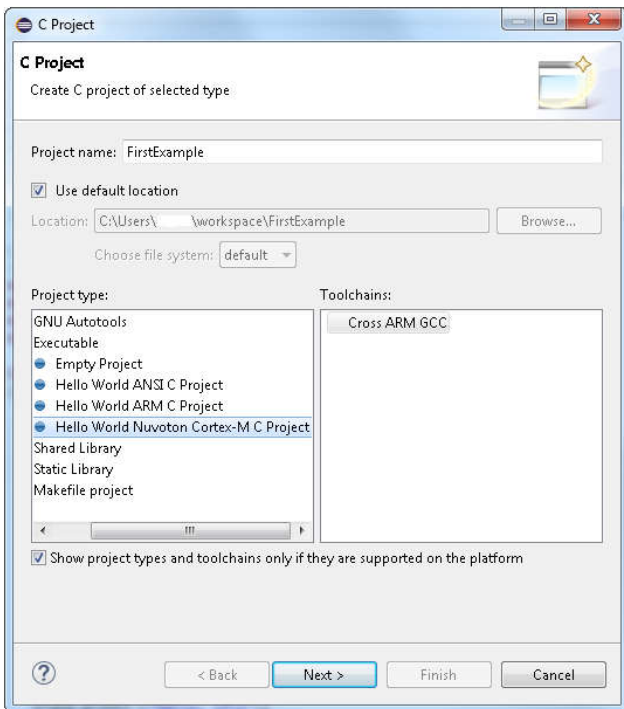 C Project
C Project
Create C project of selected type
Project name: FirstExample
Use default location
Location: C:\Users\ \workspace\FirstExample Browse...
Choose file system: default
Project type: Toolchains:
GNU Autotools Cross ARM GCC
Executable
Empty Project
Hello World ANSI C Project
Hello World ARM C Project
Hello World Nuvoton Cortex-M C Project
Shared Library
Static Library
Makefile project
Show project types and toolchains only if they are supported on the platform
? < Back Next > Finish Cancel